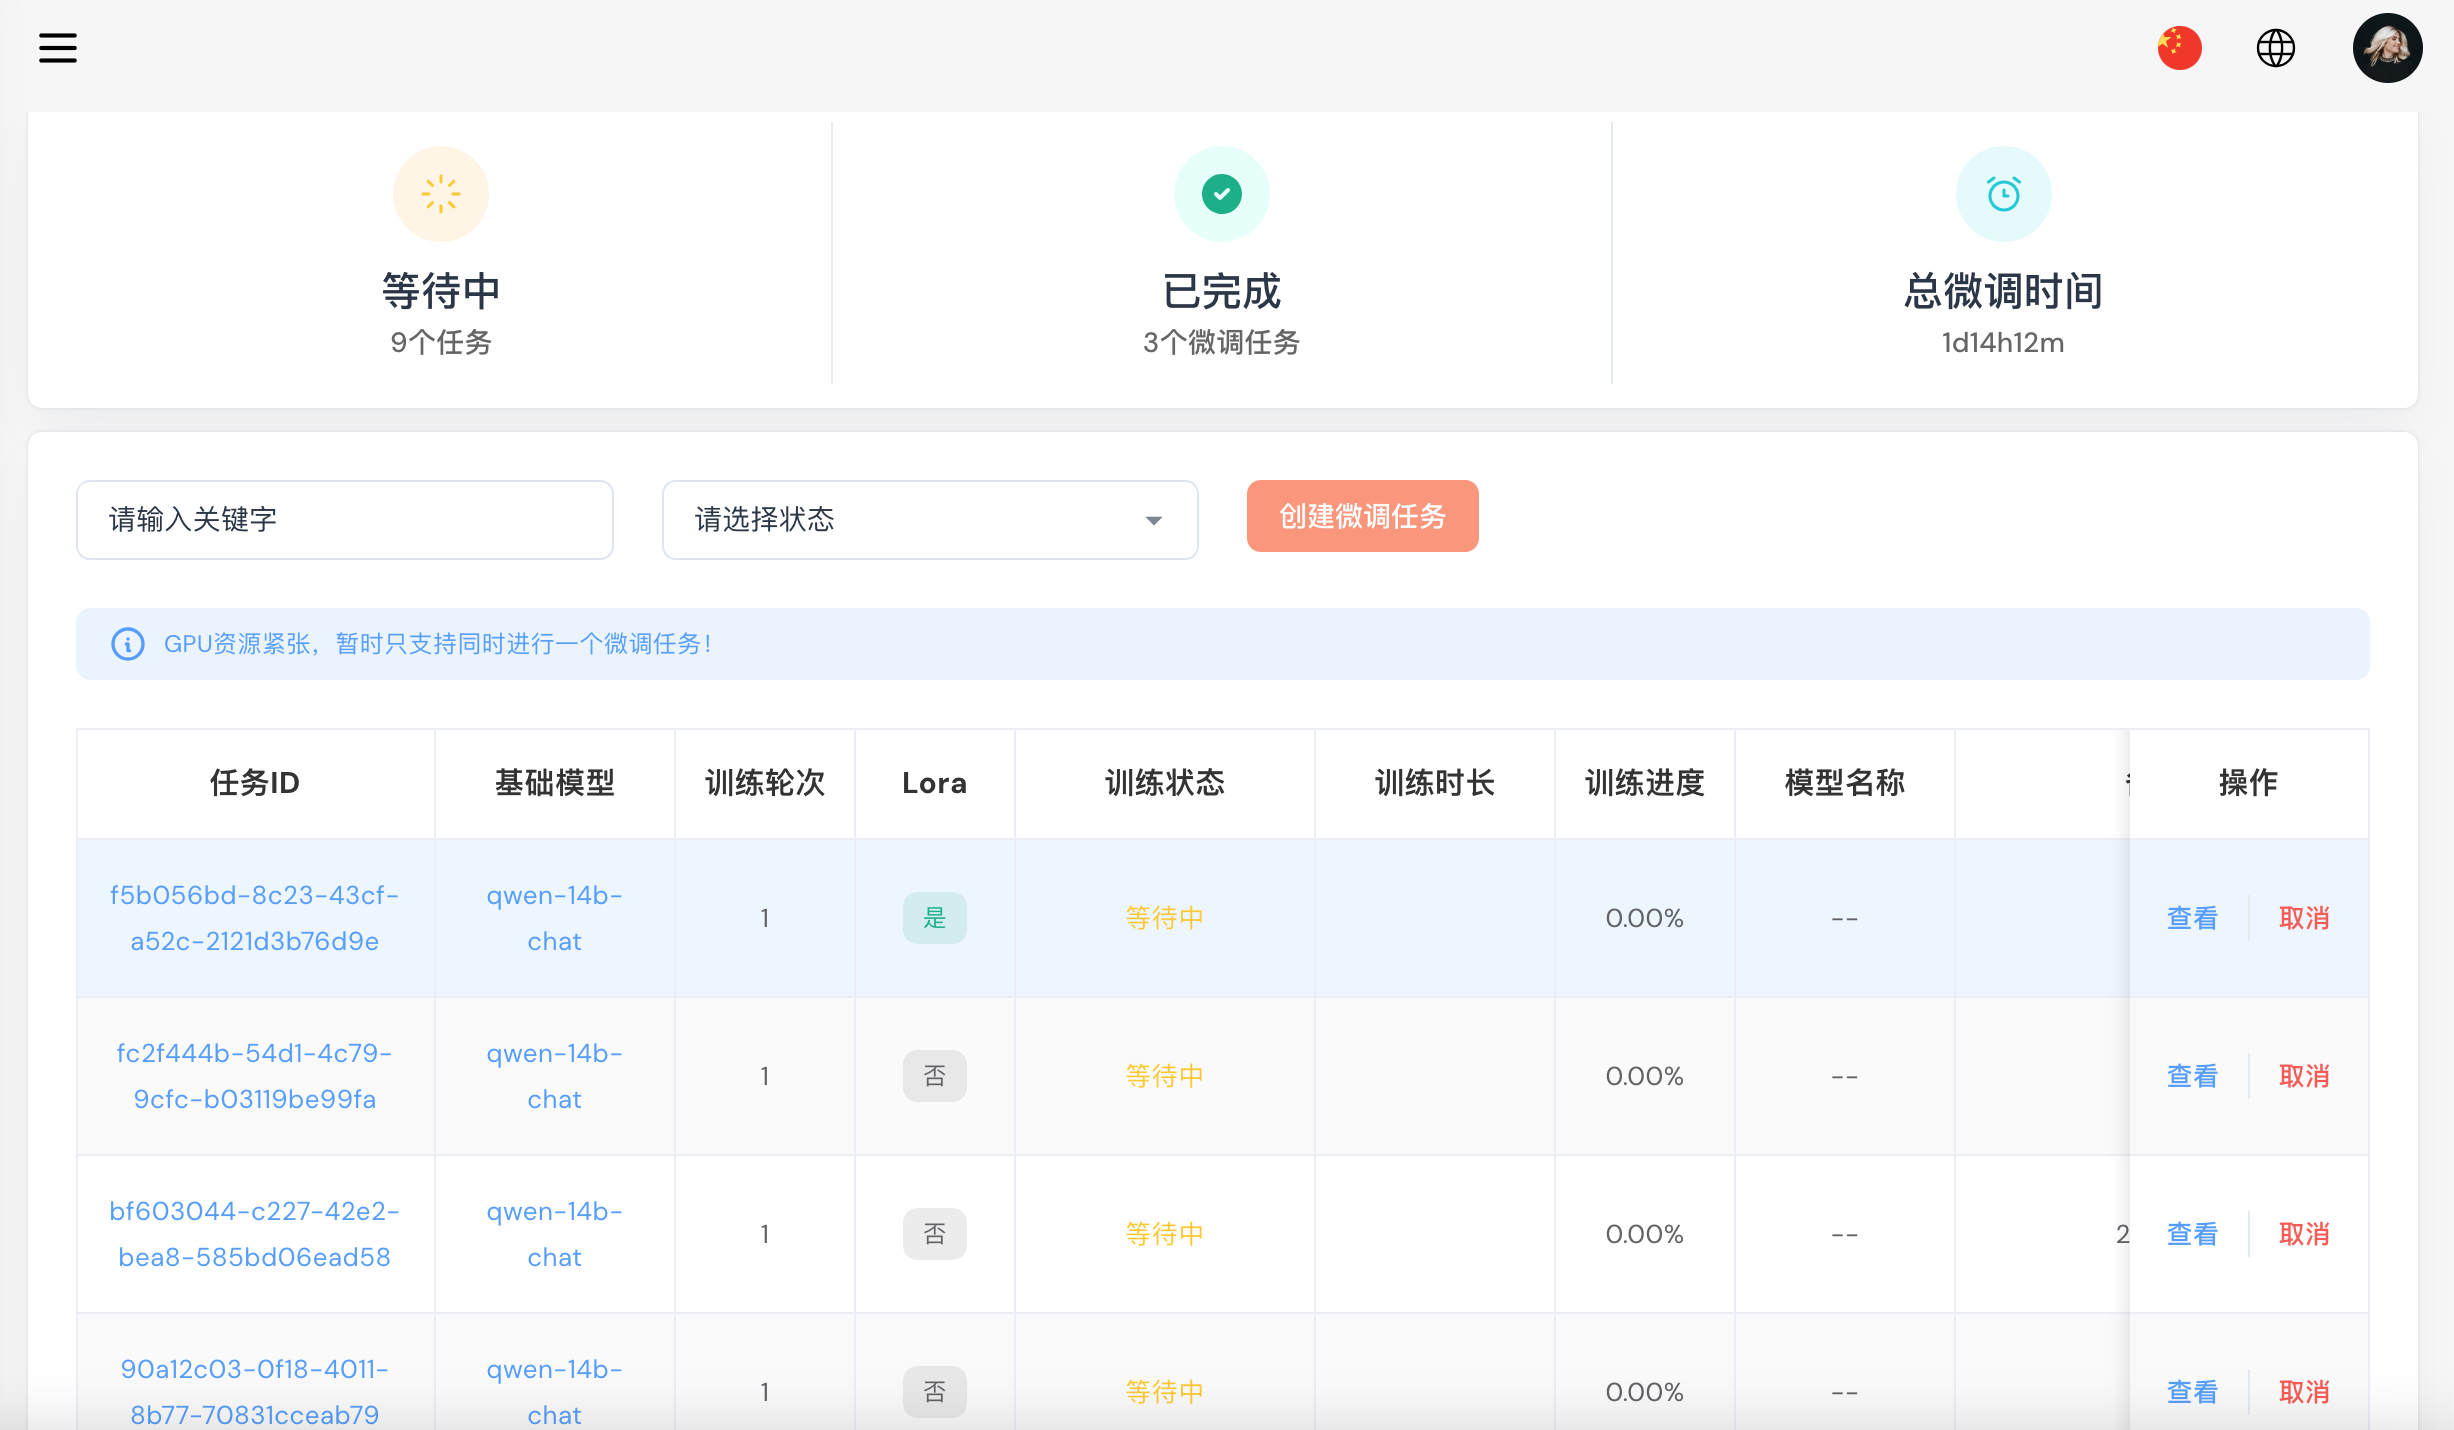 等待中
9个任务
已完成
3个微调任务
总微调时间
1d14h12m
请输入关键字
请选择状态
创建微调任务
GPU资源紧张，暂时只支持同时进行一个微调任务！
任务ID
基础模型
训练轮次
Lora
训练状态
训练时长
训练进度
模型名称
操作
f5b056bd-8c23-43cf-
a52c-2121d3b76d9e
qwen-14b-
chat
1
是
等待中
0.00%
--
查看
取消
fc2f444b-54d1-4c79-
9cfc-b03119be99fa
qwen-14b-
chat
1
否
等待中
0.00%
--
查看
取消
bf603044-c227-42e2-
bea8-585bd06ead58
qwen-14b-
chat
1
否
等待中
0.00%
--
2
查看
取消
90a12c03-0f18-4011-
8b77-70831cceab79
qwen-14b-
chat
1
否
等待中
0.00%
--
查看
取消